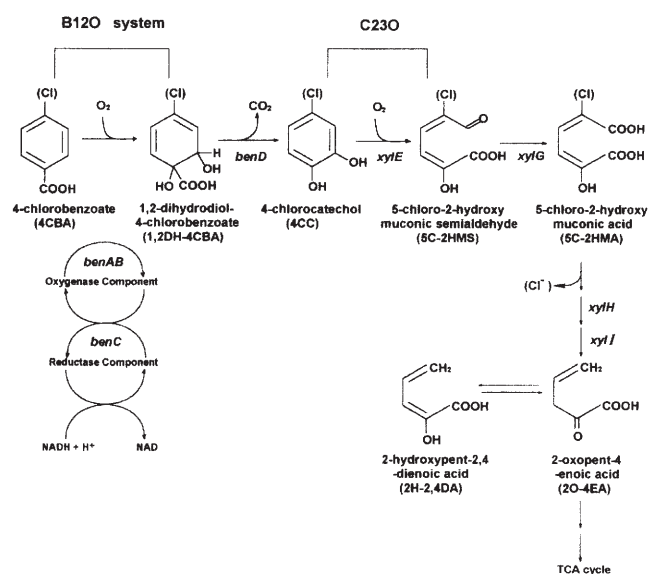 B12O system
C23O
(Cl)
COOH
O2
(Cl)
H
OH
HO COOH
CO2
benD
(Cl)
OH
OH
O2
xylE
(Cl)
O
COOH
OH
xylG
(Cl)
COOH
COOH
OH
4-chlorobenzoate
(4CBA)
1,2-dihydrodiol-
4-chlorobenzoate
(1,2DH-4CBA)
4-chlorocatechol
(4CC)
5-chloro-2-hydroxy
muconic semialdehyde
(5C-2HMS)
5-chloro-2-hydroxy
muconic acid
(5C-2HMA)
benAB
Oxygenase Component
benC
Reductase Component
NADH + H+
NAD
(Cl⁻)
xylH
xylI
CH2
COOH
OH
CH2
COOH
O
2-hydroxypent-2,4
-dienoic acid
(2H-2,4DA)
2-oxopent-4
-enoic acid
(2O-4EA)
TCA cycle